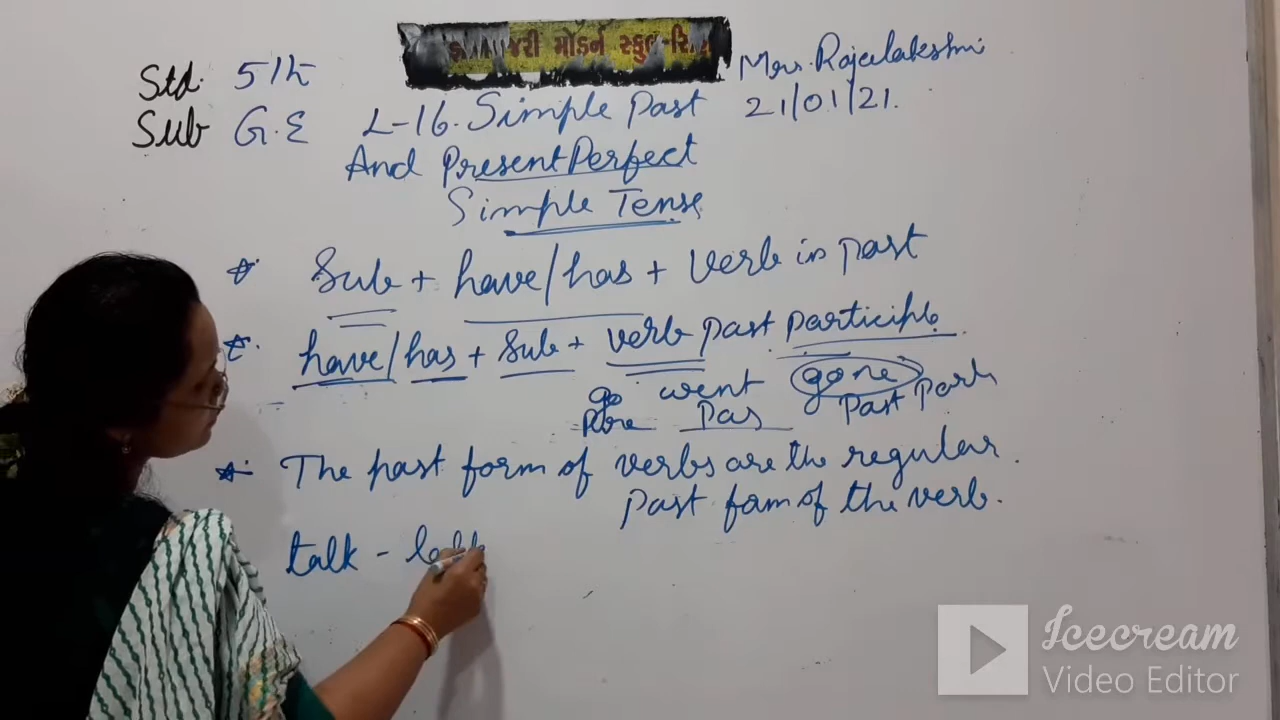 જરી મોડર્ન સ્કુલ-રિ
Std. 5th
Mrs. Rajalakshmi
Sub G.E
L-16. Simple Past
21/01/21.
And Present Perfect
Simple Tense
Sub + have/has + Verb in past
have/has + Sub + verb past participle
go went gone
Pas Past Part
The past form of verbs are the regular.
Past form of the verb.
talk -
Icecream
Video Editor